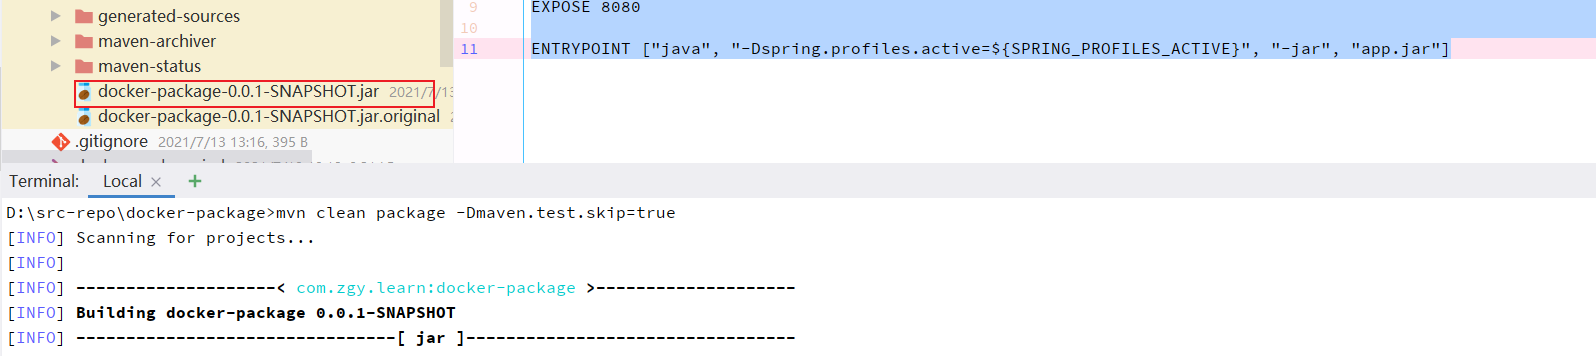 generated-sources
maven-archiver
maven-status
docker-package-0.0.1-SNAPSHOT.jar 2021/7/13
docker-package-0.0.1-SNAPSHOT.jar.original
.gitignore 2021/7/13 13:16, 395 B
9 EXPOSE 8080
10
11 ENTRYPOINT ["java", "-Dspring.profiles.active=${SPRING_PROFILES_ACTIVE}", "-jar", "app.jar"]
Terminal: Local × +
D:\src-repo\docker-package>mvn clean package -Dmaven.test.skip=true
[INFO] Scanning for projects...
[INFO]
[INFO] --------------------< com.zgy.learn:docker-package >--------------------
[INFO] Building docker-package 0.0.1-SNAPSHOT
[INFO] --------------------------------[ jar ]---------------------------------